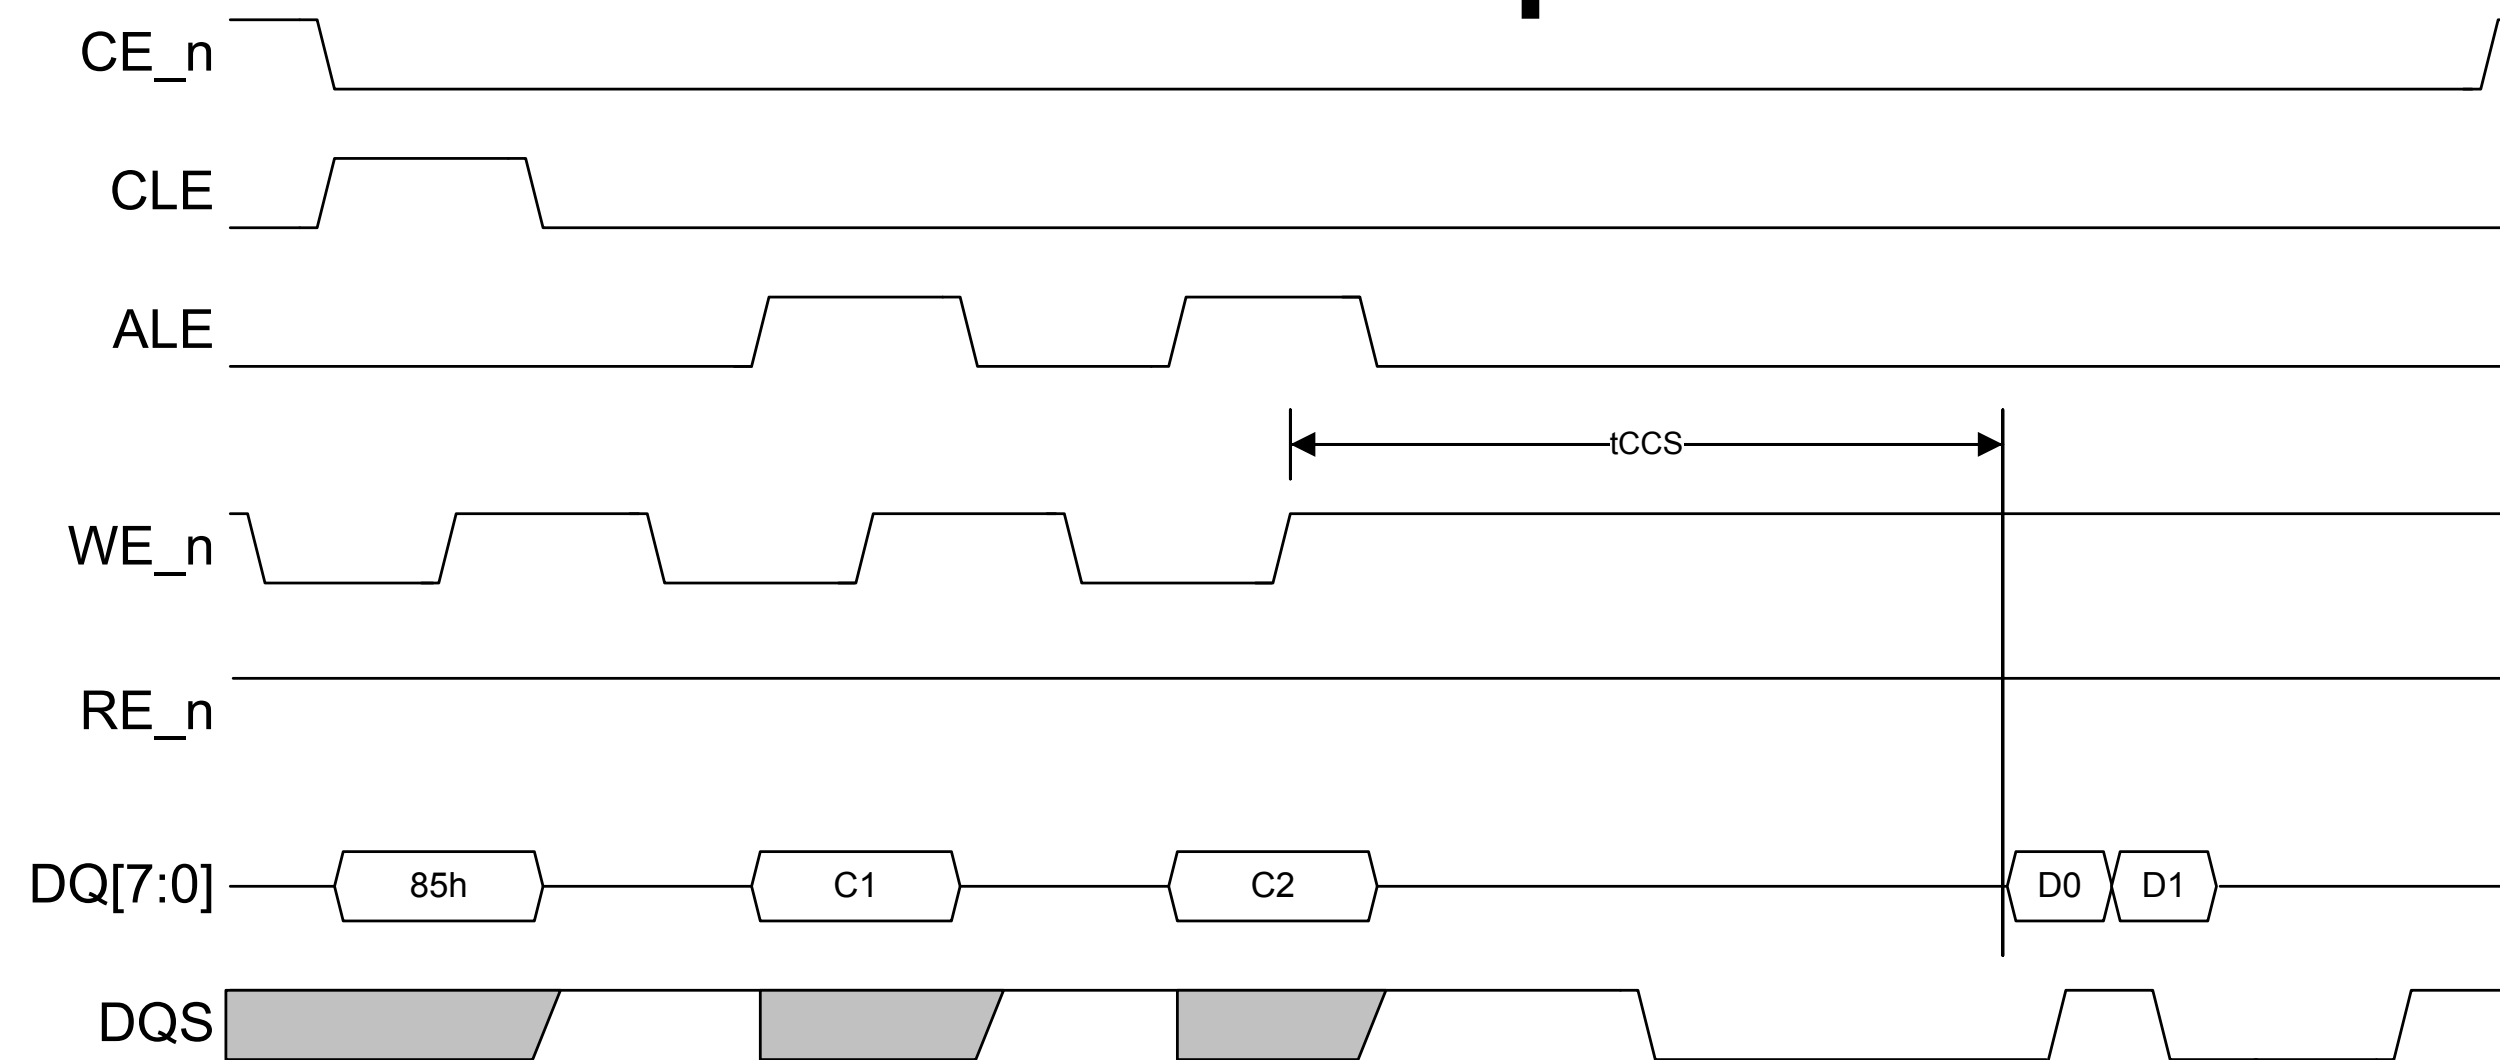 CE_n
CLE
ALE
tCCS
WE_n
RE_n
DQ[7:0] 85h C1 C2 D0 D1
DQS